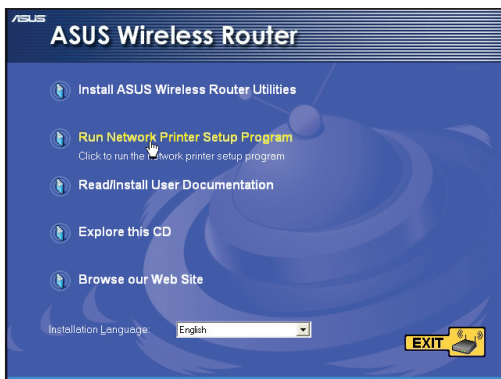 ASUS
ASUS Wireless Router
Install ASUS Wireless Router Utilities
Run Network Printer Setup Program
Click to run the network printer setup program
Read/Install User Documentation
Explore this CD
Browse our Web Site
Installation Language: English
EXIT